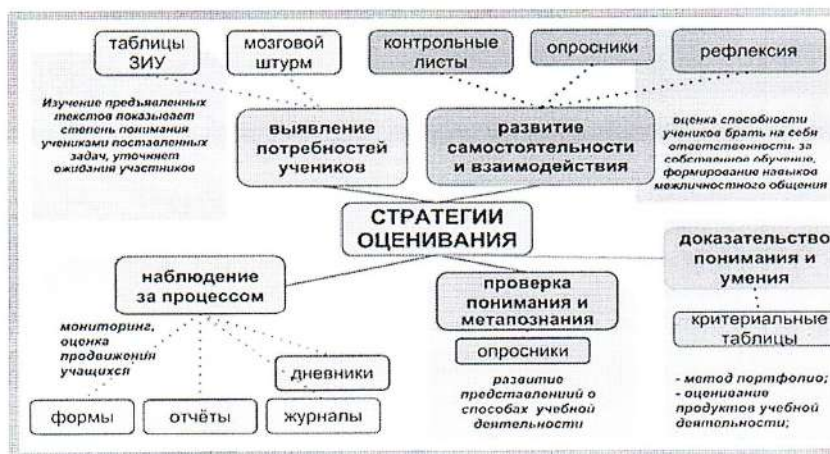 таблицы
ЗИУ
мозговой
штурм
контрольные
листы
опросники
рефлексия
Изучение предъявленных
текстов показывает
степень понимания
учениками поставленных
задач, уточняет
ожидания участников
выявление
потребностей
учеников
развитие
самостоятельности
и взаимодействия
оценка способности
учеников брать на себя
ответственность за
собственное обучение,
формирование навыков
межличностного общения
СТРАТЕГИИ
ОЦЕНИВАНИЯ
наблюдение
за процессом
проверка
понимания и
метапознания
доказательство
понимания и
умения
мониторинг,
оценка
продвижения
учащихся
опросники
критериальные
таблицы
дневники
формы
отчёты
журналы
развитие
представлений о
способах учебной
деятельности
- метод портфолио;
- оценивание
продуктов учебной
деятельности;